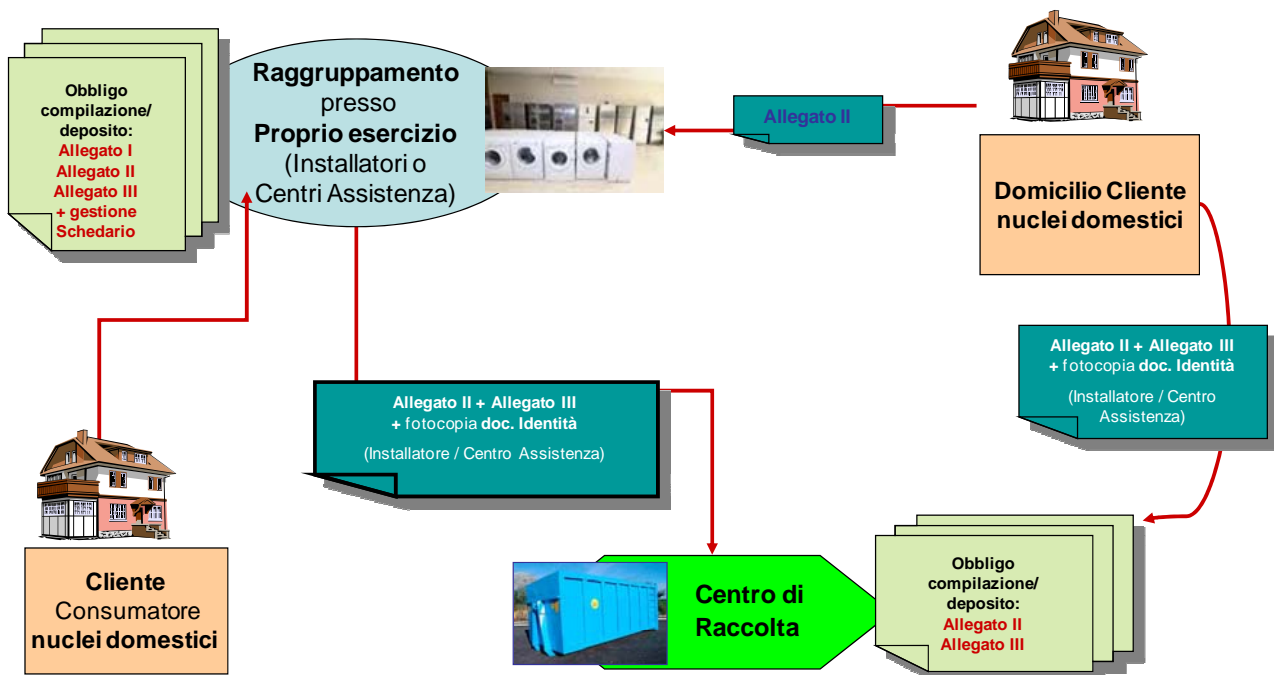 Obbligo
compilazione/
deposito:
Allegato I
Allegato II
Allegato III
+ gestione
Schedario
Raggruppamento
presso
Proprio esercizio
(Installatori o
Centri Assistenza)
Allegato II
Domicilio Cliente
nuclei domestici
Allegato II + Allegato III
+ fotocopia doc. Identità
(Installatore / Centro
Assistenza)
Allegato II + Allegato III
+ fotocopia doc. Identità
(Installatore / Centro Assistenza)
Cliente
Consumatore
nuclei domestici
Centro di
Raccolta
Obbligo
compilazione/
deposito:
Allegato II
Allegato III